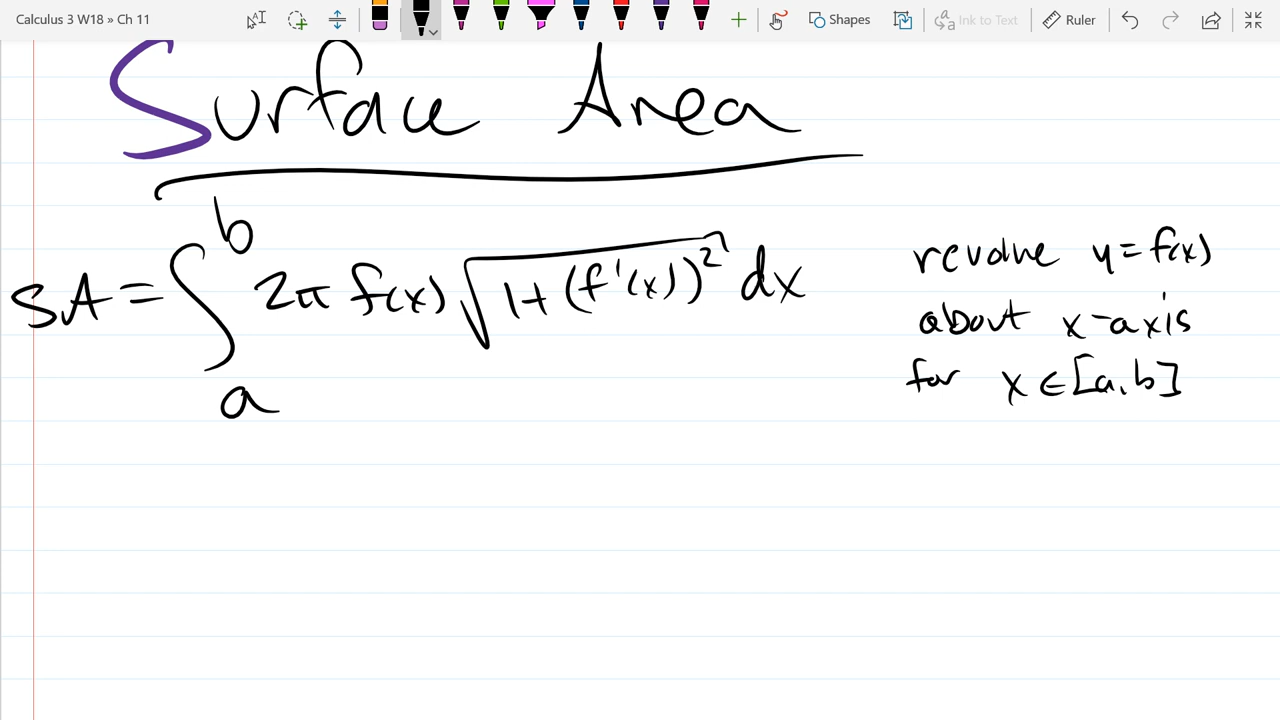 Calculus 3 W18 » Ch 11
Shapes
Ink to Text
Ruler
Surface Area
SA = ∫_a^b 2π f(x) √(1+(f'(x))²) dx
revolve y=f(x)
about x-axis
for x∈[a,b]